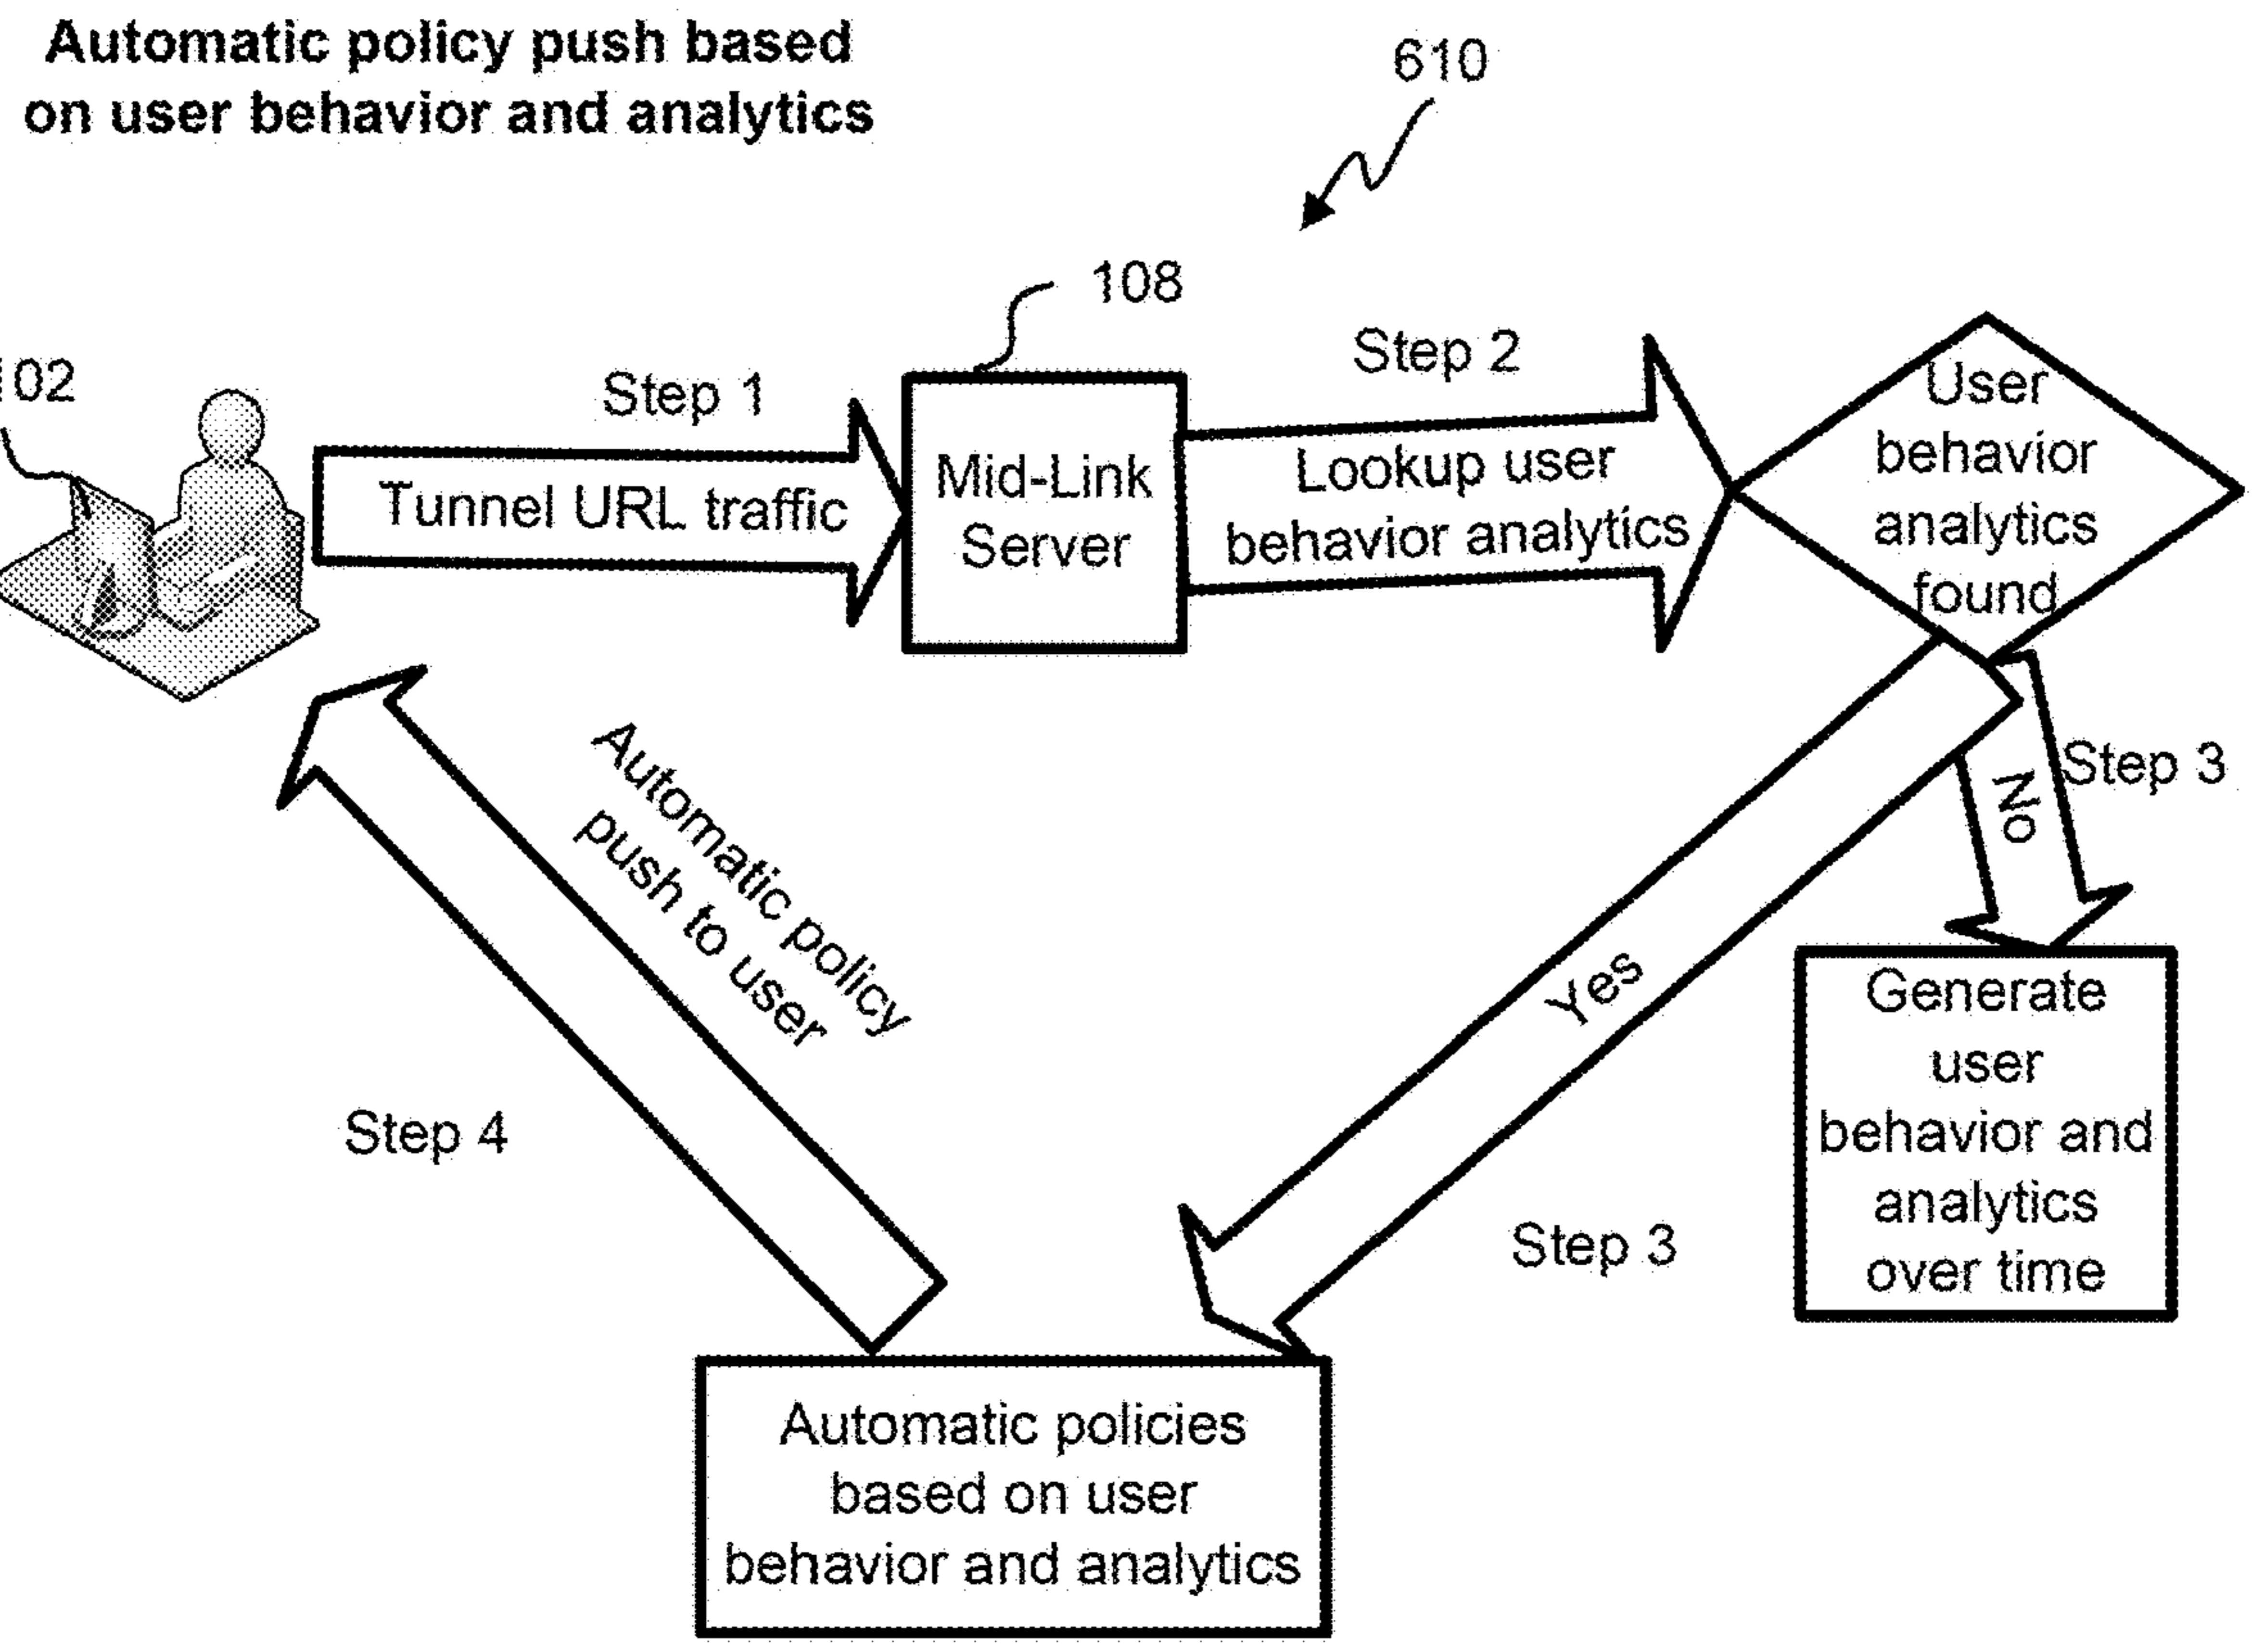 Automatic policy push based
on user behavior and analytics
610
108
102
Step 1
Tunnel URL traffic
Mid-Link
Server
Step 2
Lookup user
behavior analytics
User
behavior
analytics
found
Step 3
No
Yes
Step 3
Generate
user
behavior and
analytics
over time
Automatic policy
push to user
Step 4
Automatic policies
based on user
behavior and analytics